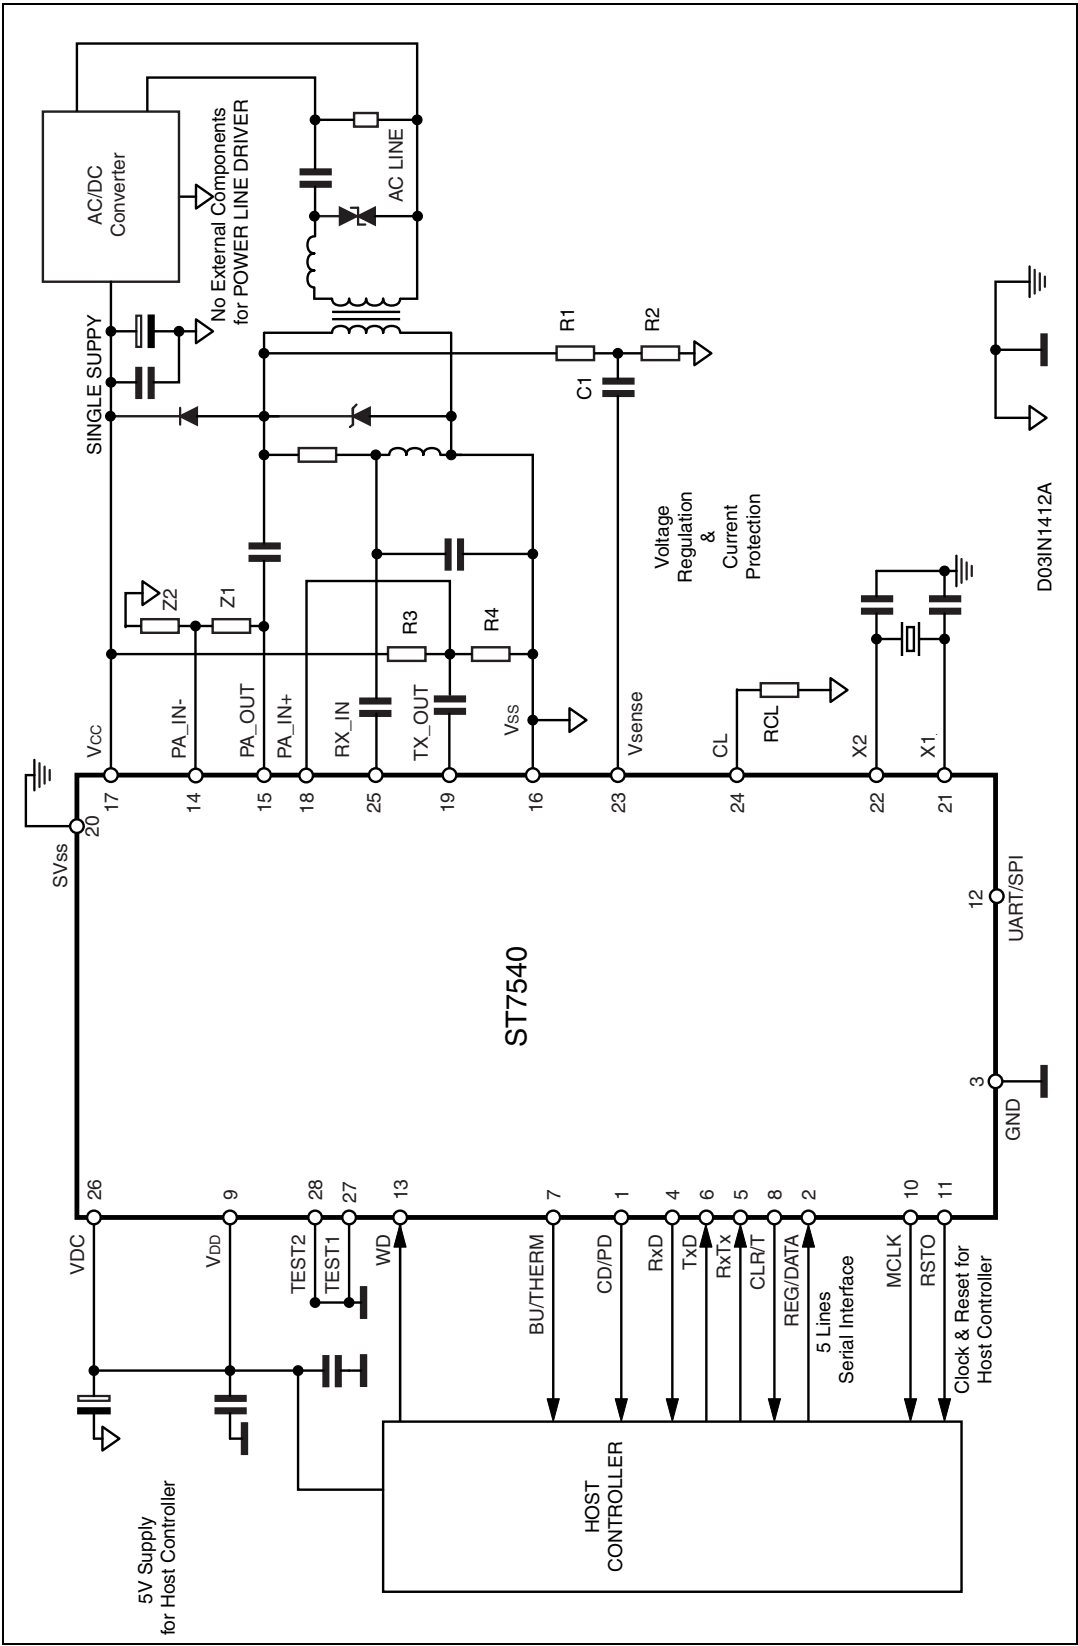 5V Supply
for Host Controller
HOST
CONTROLLER
VDC
26
VDD
9
TEST2
28
TEST1
27
WD
13
BU/THERM
7
CD/PD
1
RxD
4
TxD
6
RxTx
5
CLR/T
8
REG/DATA
2
5 Lines
Serial Interface
MCLK
10
RSTO
11
Clock & Reset for
Host Controller
ST7540
3
GND
12
UART/SPI
SVss
20
17
Vcc
14
PA_IN-
15
PA_OUT
18
PA_IN+
25
RX_IN
19
TX_OUT
16
Vss
23
Vsense
24
CL
22
X2
21
X1
RCL
Z2
Z1
R3
R4
Voltage
Regulation
&
Current
Protection
C1
R1
R2
SINGLE SUPPY
No External Components
for POWER LINE DRIVER
AC/DC
Converter
AC LINE
D03IN1412A